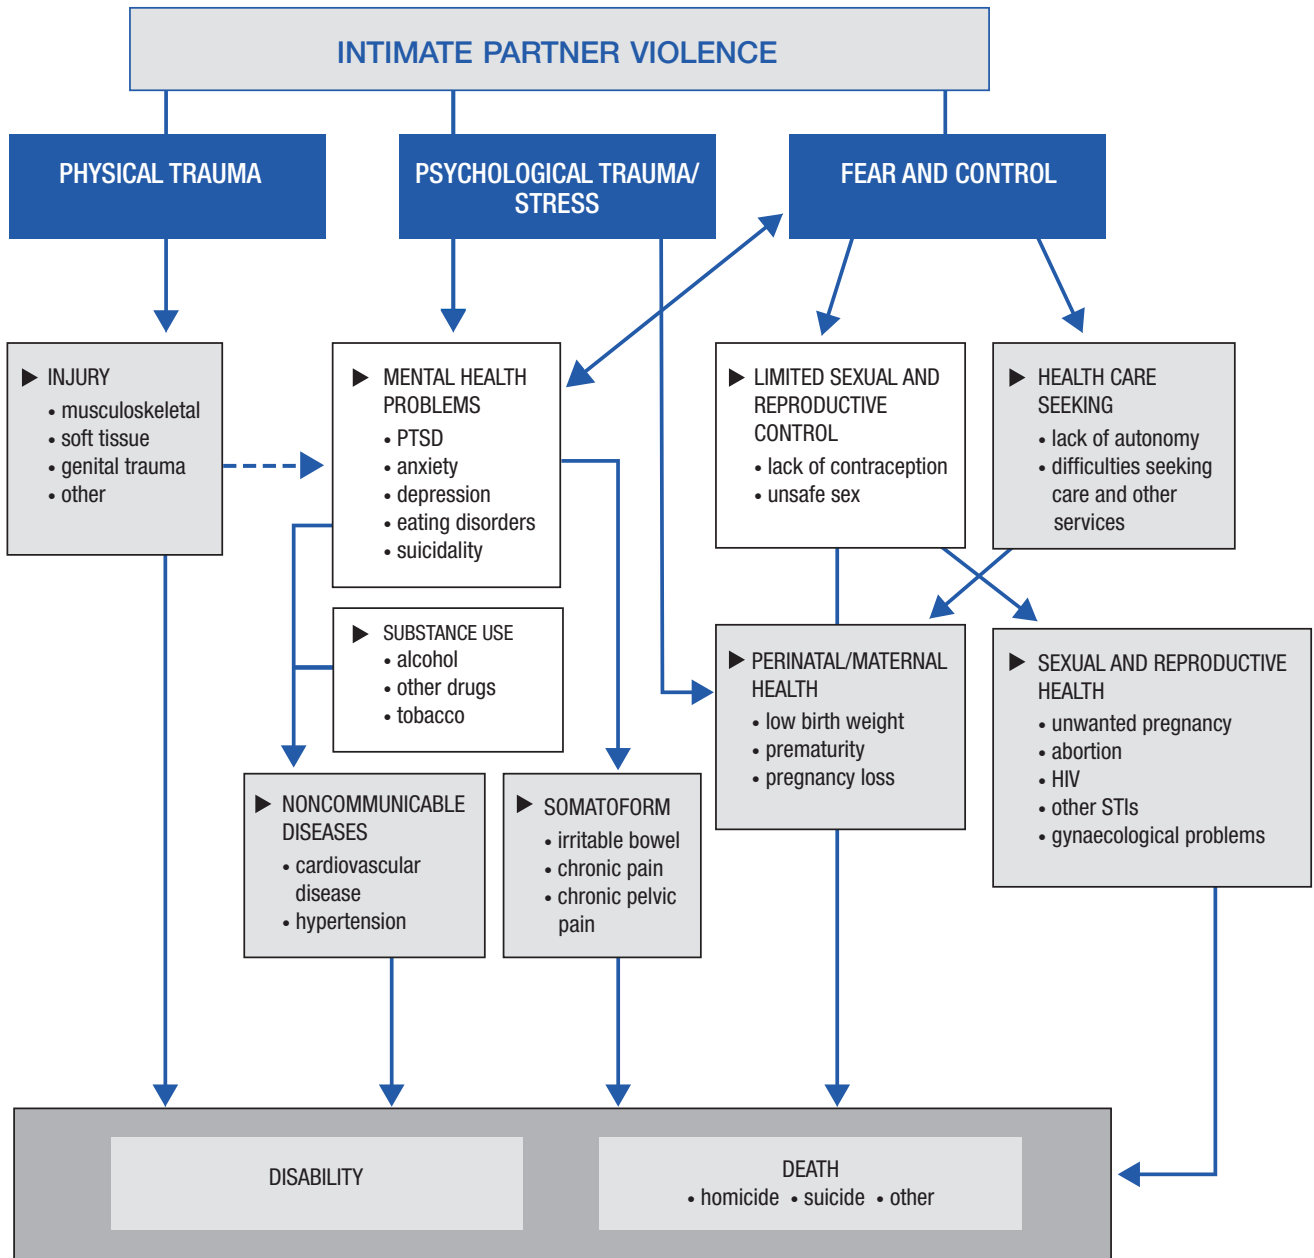 INTIMATE PARTNER VIOLENCE
PHYSICAL TRAUMA
PSYCHOLOGICAL TRAUMA/
STRESS
FEAR AND CONTROL
▶ INJURY
• musculoskeletal
• soft tissue
• genital trauma
• other
▶ MENTAL HEALTH
PROBLEMS
• PTSD
• anxiety
• depression
• eating disorders
• suicidality
▶ LIMITED SEXUAL AND
REPRODUCTIVE
CONTROL
• lack of contraception
• unsafe sex
▶ HEALTH CARE
SEEKING
• lack of autonomy
• difficulties seeking
care and other
services
▶ SUBSTANCE USE
• alcohol
• other drugs
• tobacco
▶ PERINATAL/MATERNAL
HEALTH
• low birth weight
• prematurity
• pregnancy loss
▶ SEXUAL AND REPRODUCTIVE
HEALTH
• unwanted pregnancy
• abortion
• HIV
• other STIs
• gynaecological problems
▶ NONCOMMUNICABLE
DISEASES
• cardiovascular
disease
• hypertension
▶ SOMATOFORM
• irritable bowel
• chronic pain
• chronic pelvic
pain
DISABILITY
DEATH
• homicide • suicide • other